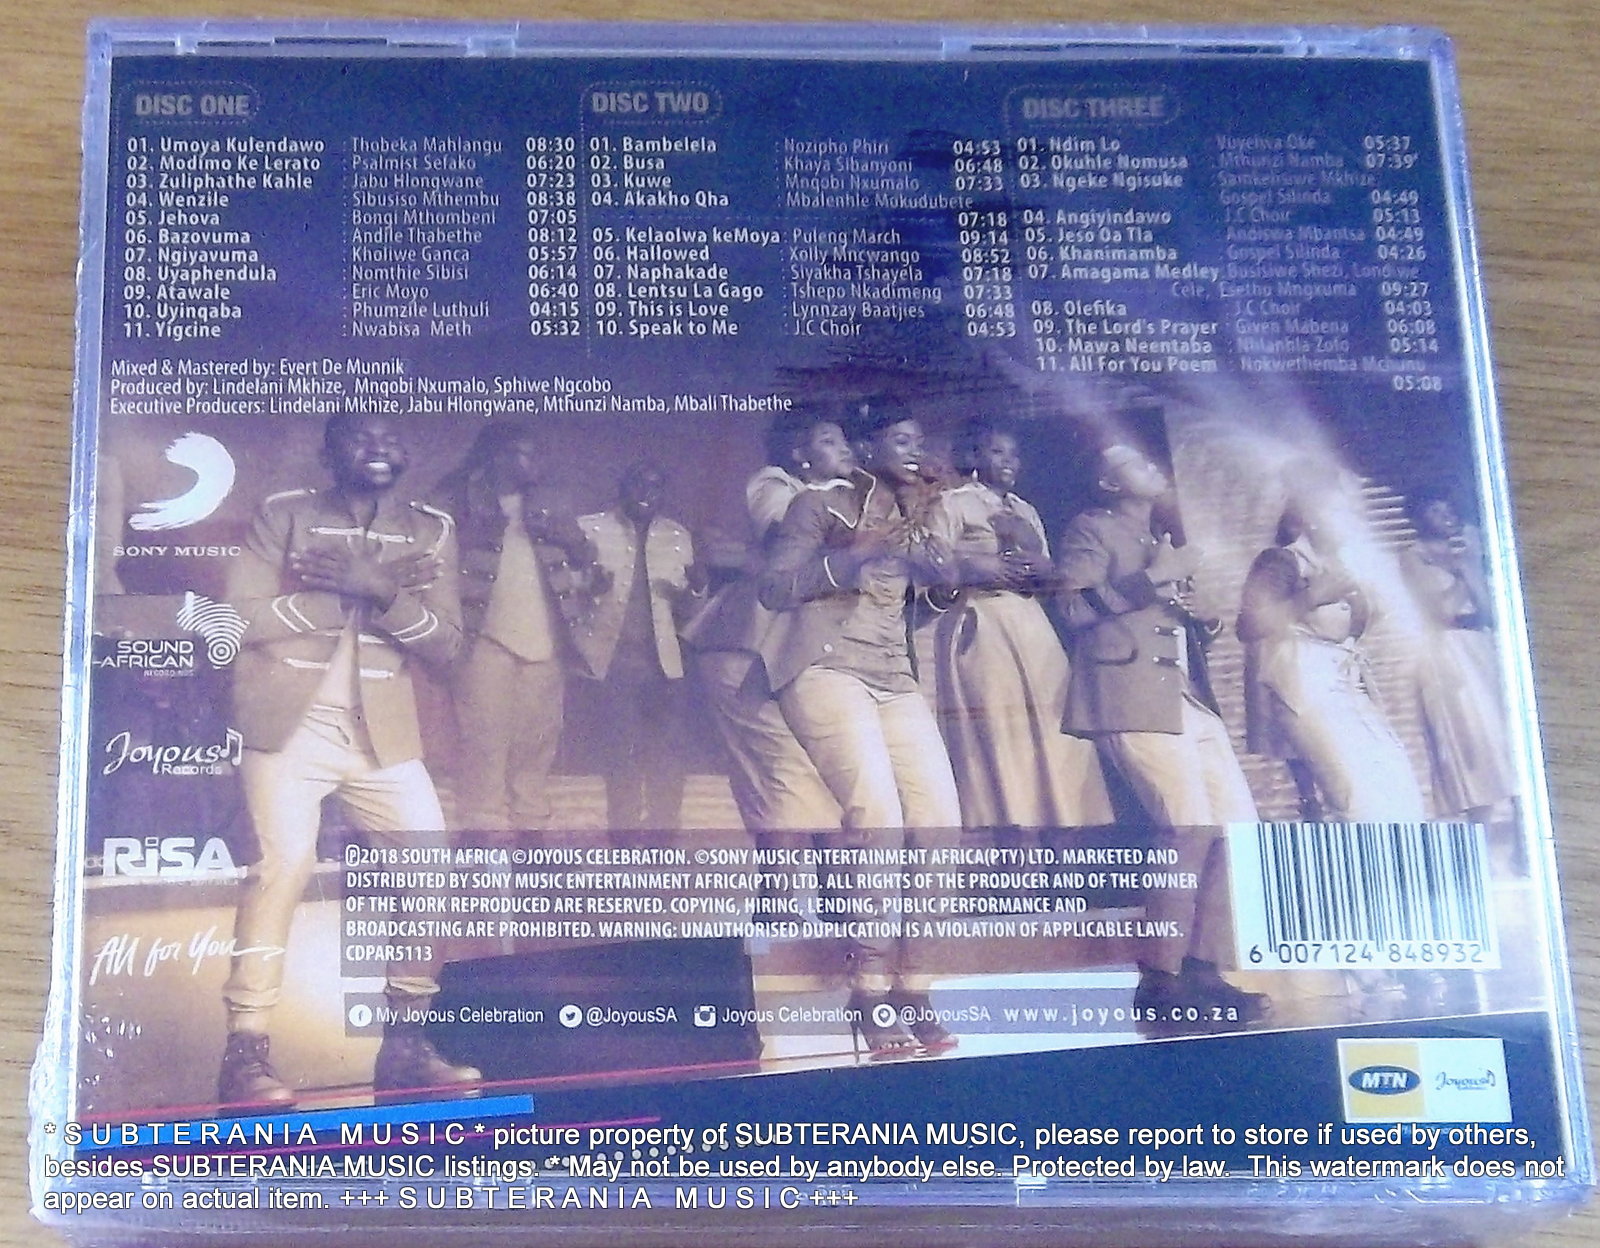 DISC ONE
01. Umoya Kulendawo : Thobeka Mahlangu 08:30
02. Modimo Ke Lerato : Psalmist Sefako 06:20
03. Zuliphathe Kahle : Jabu Hlongwane 07:23
04. Wenzile : Sibusiso Mthembu 08:38
05. Jehova : Bongi Mthombeni 07:05
06. Bazovuma : Andile Thabethe 08:12
07. Ngiyavuma : Kholiwe Ganca 05:57
08. Uyaphendula : Nomthie Sibisi 06:14
09. Atawale : Eric Moyo 06:40
10. Uyinqaba : Phumzile Luthuli 04:15
11. Yigcine : Nwabisa Meth 05:32
DISC TWO
01. Bambelela : Nozipho Phiri 04:53
02. Busa : Khaya Sibanyoni 06:48
03. Kuwe : Mnqobi Nxumalo 07:33
04. Akakho Qha : Mbalenhle Mokudubete
07:18
05. Kelaolwa keMoya : Puleng March 09:14
06. Hallowed : Xolly Mncwango 08:52
07. Naphakade : Siyakha Tshayela 07:18
08. Lentsu La Gago : Tshepo Nkadimeng 07:33
09. This is Love : Lynnzay Baatjies 06:48
10. Speak to Me : J.C Choir 04:53
DISC THREE
01. Ndim Lo Vuyelwa Oke 05:37
02. Okuhle Nomusa : Mthunzi Namba 07:39
03. Ngeke Ngisuke : Mkhize
Gospel Silinda 04:49
04. Angiyindawo : J.C Choir 05:13
05. Jeso Oa Tla : Andiswa Mbantsa 04:49
06. Khanimamba : Gospel Silinda 04:26
07. Amagama Medley Busisiwe Shezi, Londiwe
Cele, Esethu Mngxuma 09:27
08. Olefika : J.C Choir 04:03
09. The Lord's Prayer : Given Mabena 06:08
10. Mawa Neentaba : Ntlanhla Zolo 05:14
11. All For You Poem : Nokwethemba Mchunu
05:08
Mixed & Mastered by: Evert De Munnik
Produced by: Lindelani Mkhize, Mnqobi Nxumalo, Sphiwe Ngcobo
Executive Producers: Lindelani Mkhize, Jabu Hlongwane, Mthunzi Namba, Mbali Thabethe
SONY MUSIC
SOUND
AFRICAN
RECORDINGS
Joyous
Records
RiSA
All for You
℗2018 SOUTH AFRICA ©JOYOUS CELEBRATION. ©SONY MUSIC ENTERTAINMENT AFRICA(PTY) LTD. MARKETED AND
DISTRIBUTED BY SONY MUSIC ENTERTAINMENT AFRICA(PTY) LTD. ALL RIGHTS OF THE PRODUCER AND OF THE OWNER
OF THE WORK REPRODUCED ARE RESERVED. COPYING, HIRING, LENDING, PUBLIC PERFORMANCE AND
BROADCASTING ARE PROHIBITED. WARNING: UNAUTHORISED DUPLICATION IS A VIOLATION OF APPLICABLE LAWS.
CDPAR5113
6 007124 848932
My Joyous Celebration @JoyousSA Joyous Celebration @JoyousSA www.joyous.co.za
MTN Joyous
* S U B T E R A N I A M U S I C * picture property of SUBTERANIA MUSIC, please report to store if used by others,
besides SUBTERANIA MUSIC listings. * May not be used by anybody else. Protected by law. This watermark does not
appear on actual item. +++ S U B T E R A N I A M U S I C +++